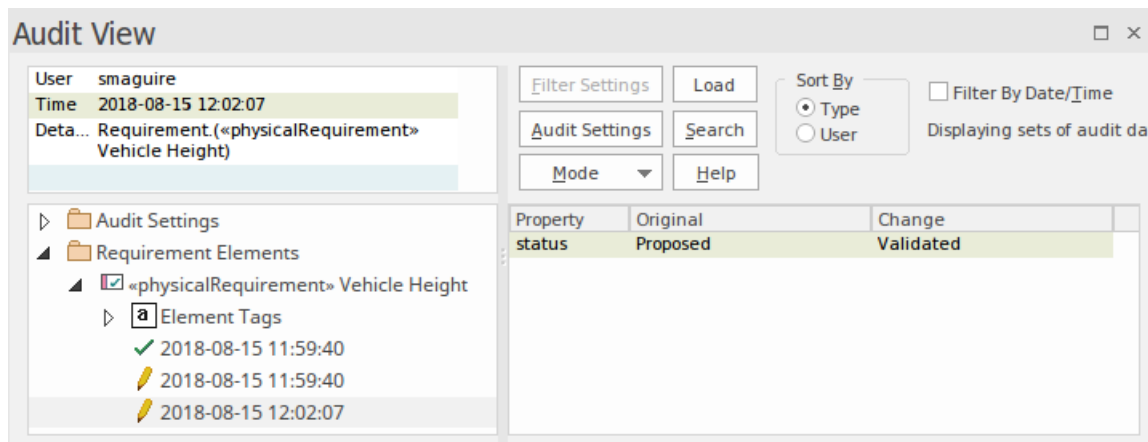 Audit View
User smaguire
Time 2018-08-15 12:02:07
Deta... Requirement.(«physicalRequirement»
Vehicle Height)
Filter Settings
Load
Audit Settings
Search
Mode
Help
Sort By
Type
User
Filter By Date/Time
Displaying sets of audit da
Audit Settings
Requirement Elements
«physicalRequirement» Vehicle Height
a Element Tags
2018-08-15 11:59:40
2018-08-15 11:59:40
2018-08-15 12:02:07
Property Original Change
status Proposed Validated